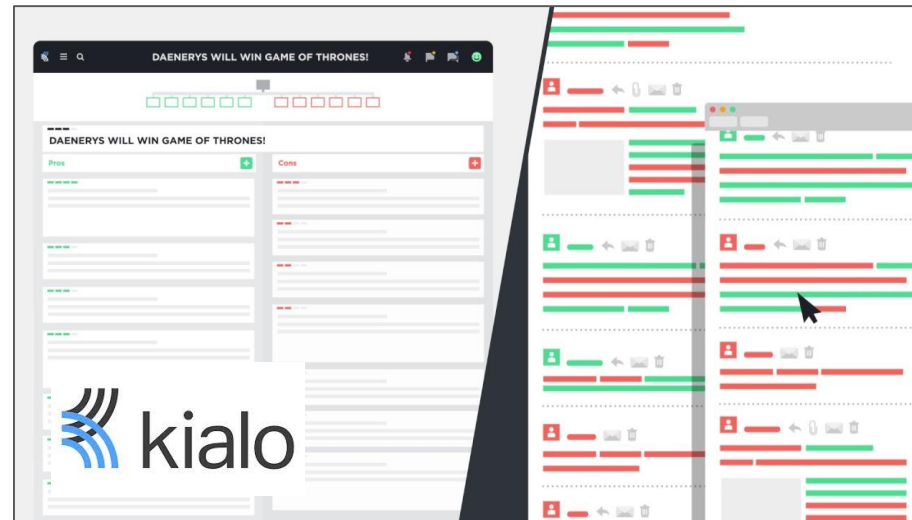 DAENERYS WILL WIN GAME OF THRONES!
DAENERYS WILL WIN GAME OF THRONES!
Pros
Cons
kialo